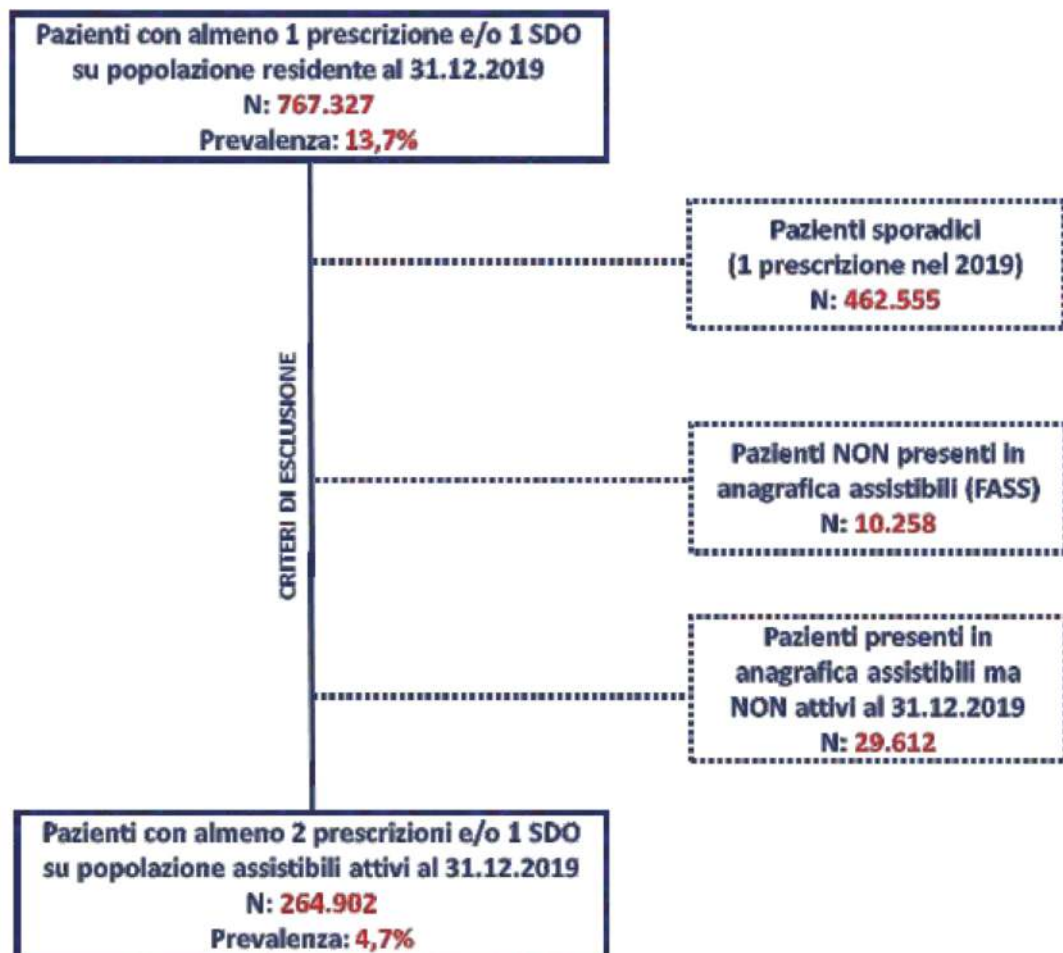 Pazienti con almeno 1 prescrizione e/o 1 SDO
su popolazione residente al 31.12.2019
N: 767.327
Prevalenza: 13,7%
Pazienti sporadici
(1 prescrizione nel 2019)
N: 462.555
CRITERI DI ESCLUSIONE
Pazienti NON presenti in
anagrafica assistibili (FASS)
N: 10.258
Pazienti presenti in
anagrafica assistibili ma
NON attivi al 31.12.2019
N: 29.612
Pazienti con almeno 2 prescrizioni e/o 1 SDO
su popolazione assistibili attivi al 31.12.2019
N: 264.902
Prevalenza: 4,7%